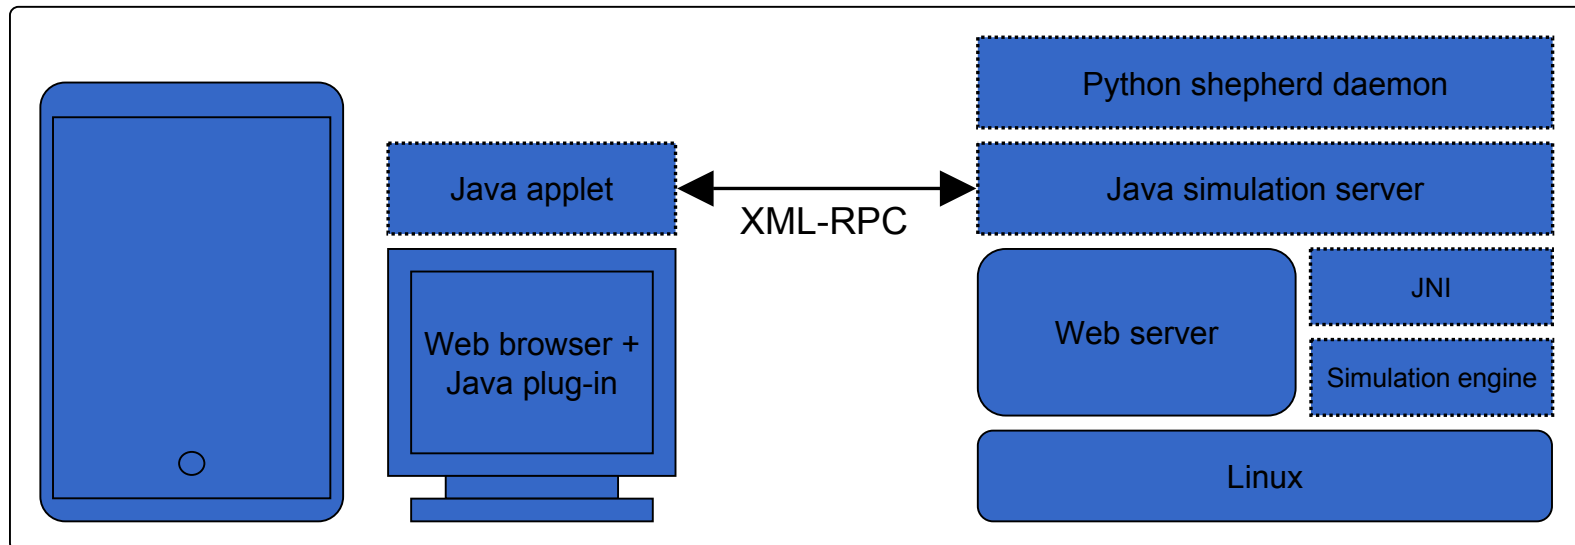 Python shepherd daemon
Java applet
Java simulation server
XML-RPC
Web browser +
Java plug-in
Web server
JNI
Simulation engine
Linux